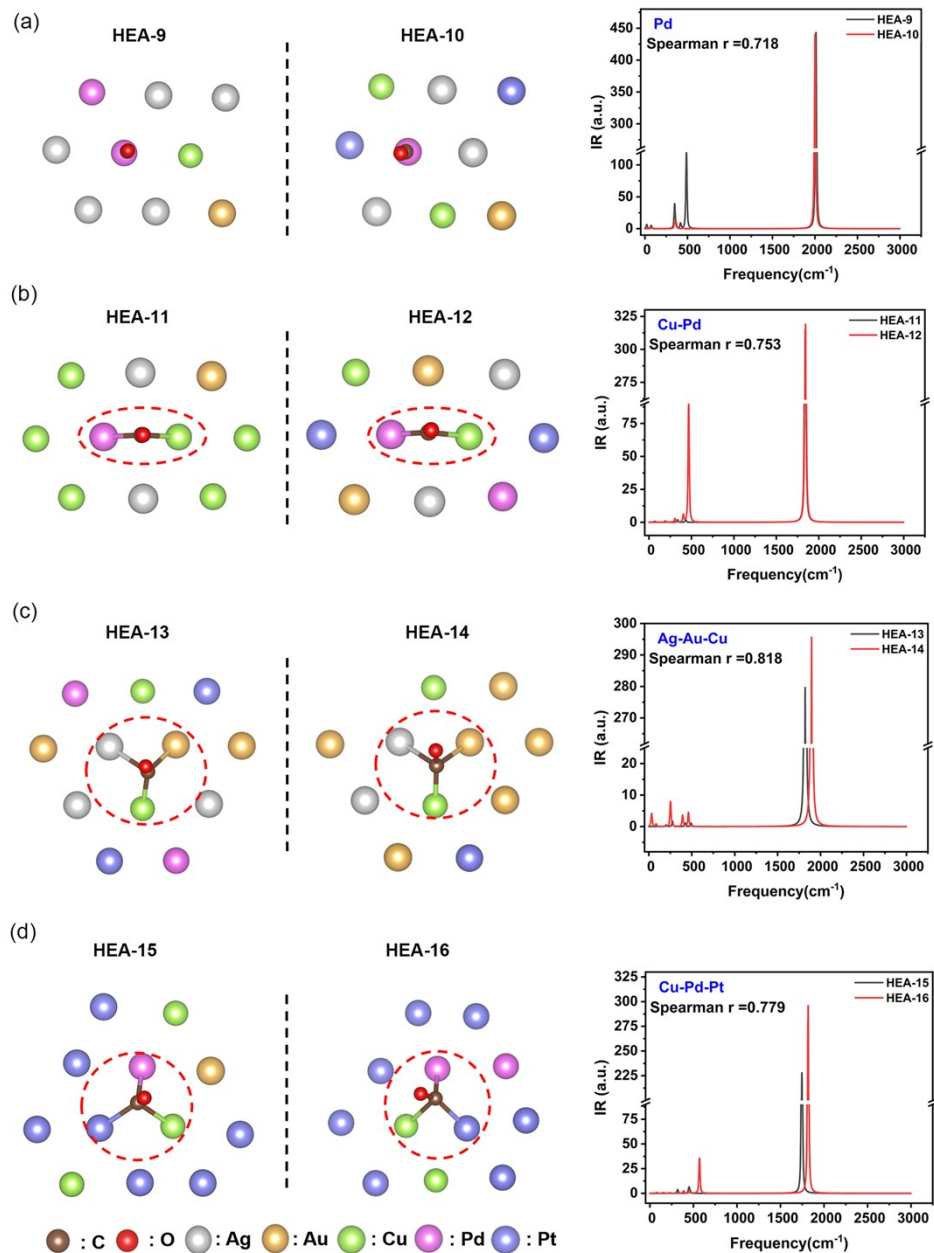 (a)
HEA-9
HEA-10
Pd
Spearman r =0.718
HEA-9
HEA-10
IR (a.u.)
450
400
350
300
250
200
150
100
50
0
0 500 1000 1500 2000 2500 3000
Frequency(cm-1)
(b)
HEA-11
HEA-12
Cu-Pd
Spearman r =0.753
HEA-11
HEA-12
IR (a.u.)
325
300
275
75
50
25
0
0 500 1000 1500 2000 2500 3000
Frequency(cm-1)
(c)
HEA-13
HEA-14
Ag-Au-Cu
Spearman r =0.818
HEA-13
HEA-14
IR (a.u.)
300
290
280
270
260
20
10
0
0 500 1000 1500 2000 2500 3000
Frequency(cm-1)
(d)
HEA-15
HEA-16
Cu-Pd-Pt
Spearman r =0.779
HEA-15
HEA-16
IR (a.u.)
325
300
275
250
225
75
50
25
0
0 500 1000 1500 2000 2500 3000
Frequency(cm-1)
: C : O : Ag : Au : Cu : Pd : Pt